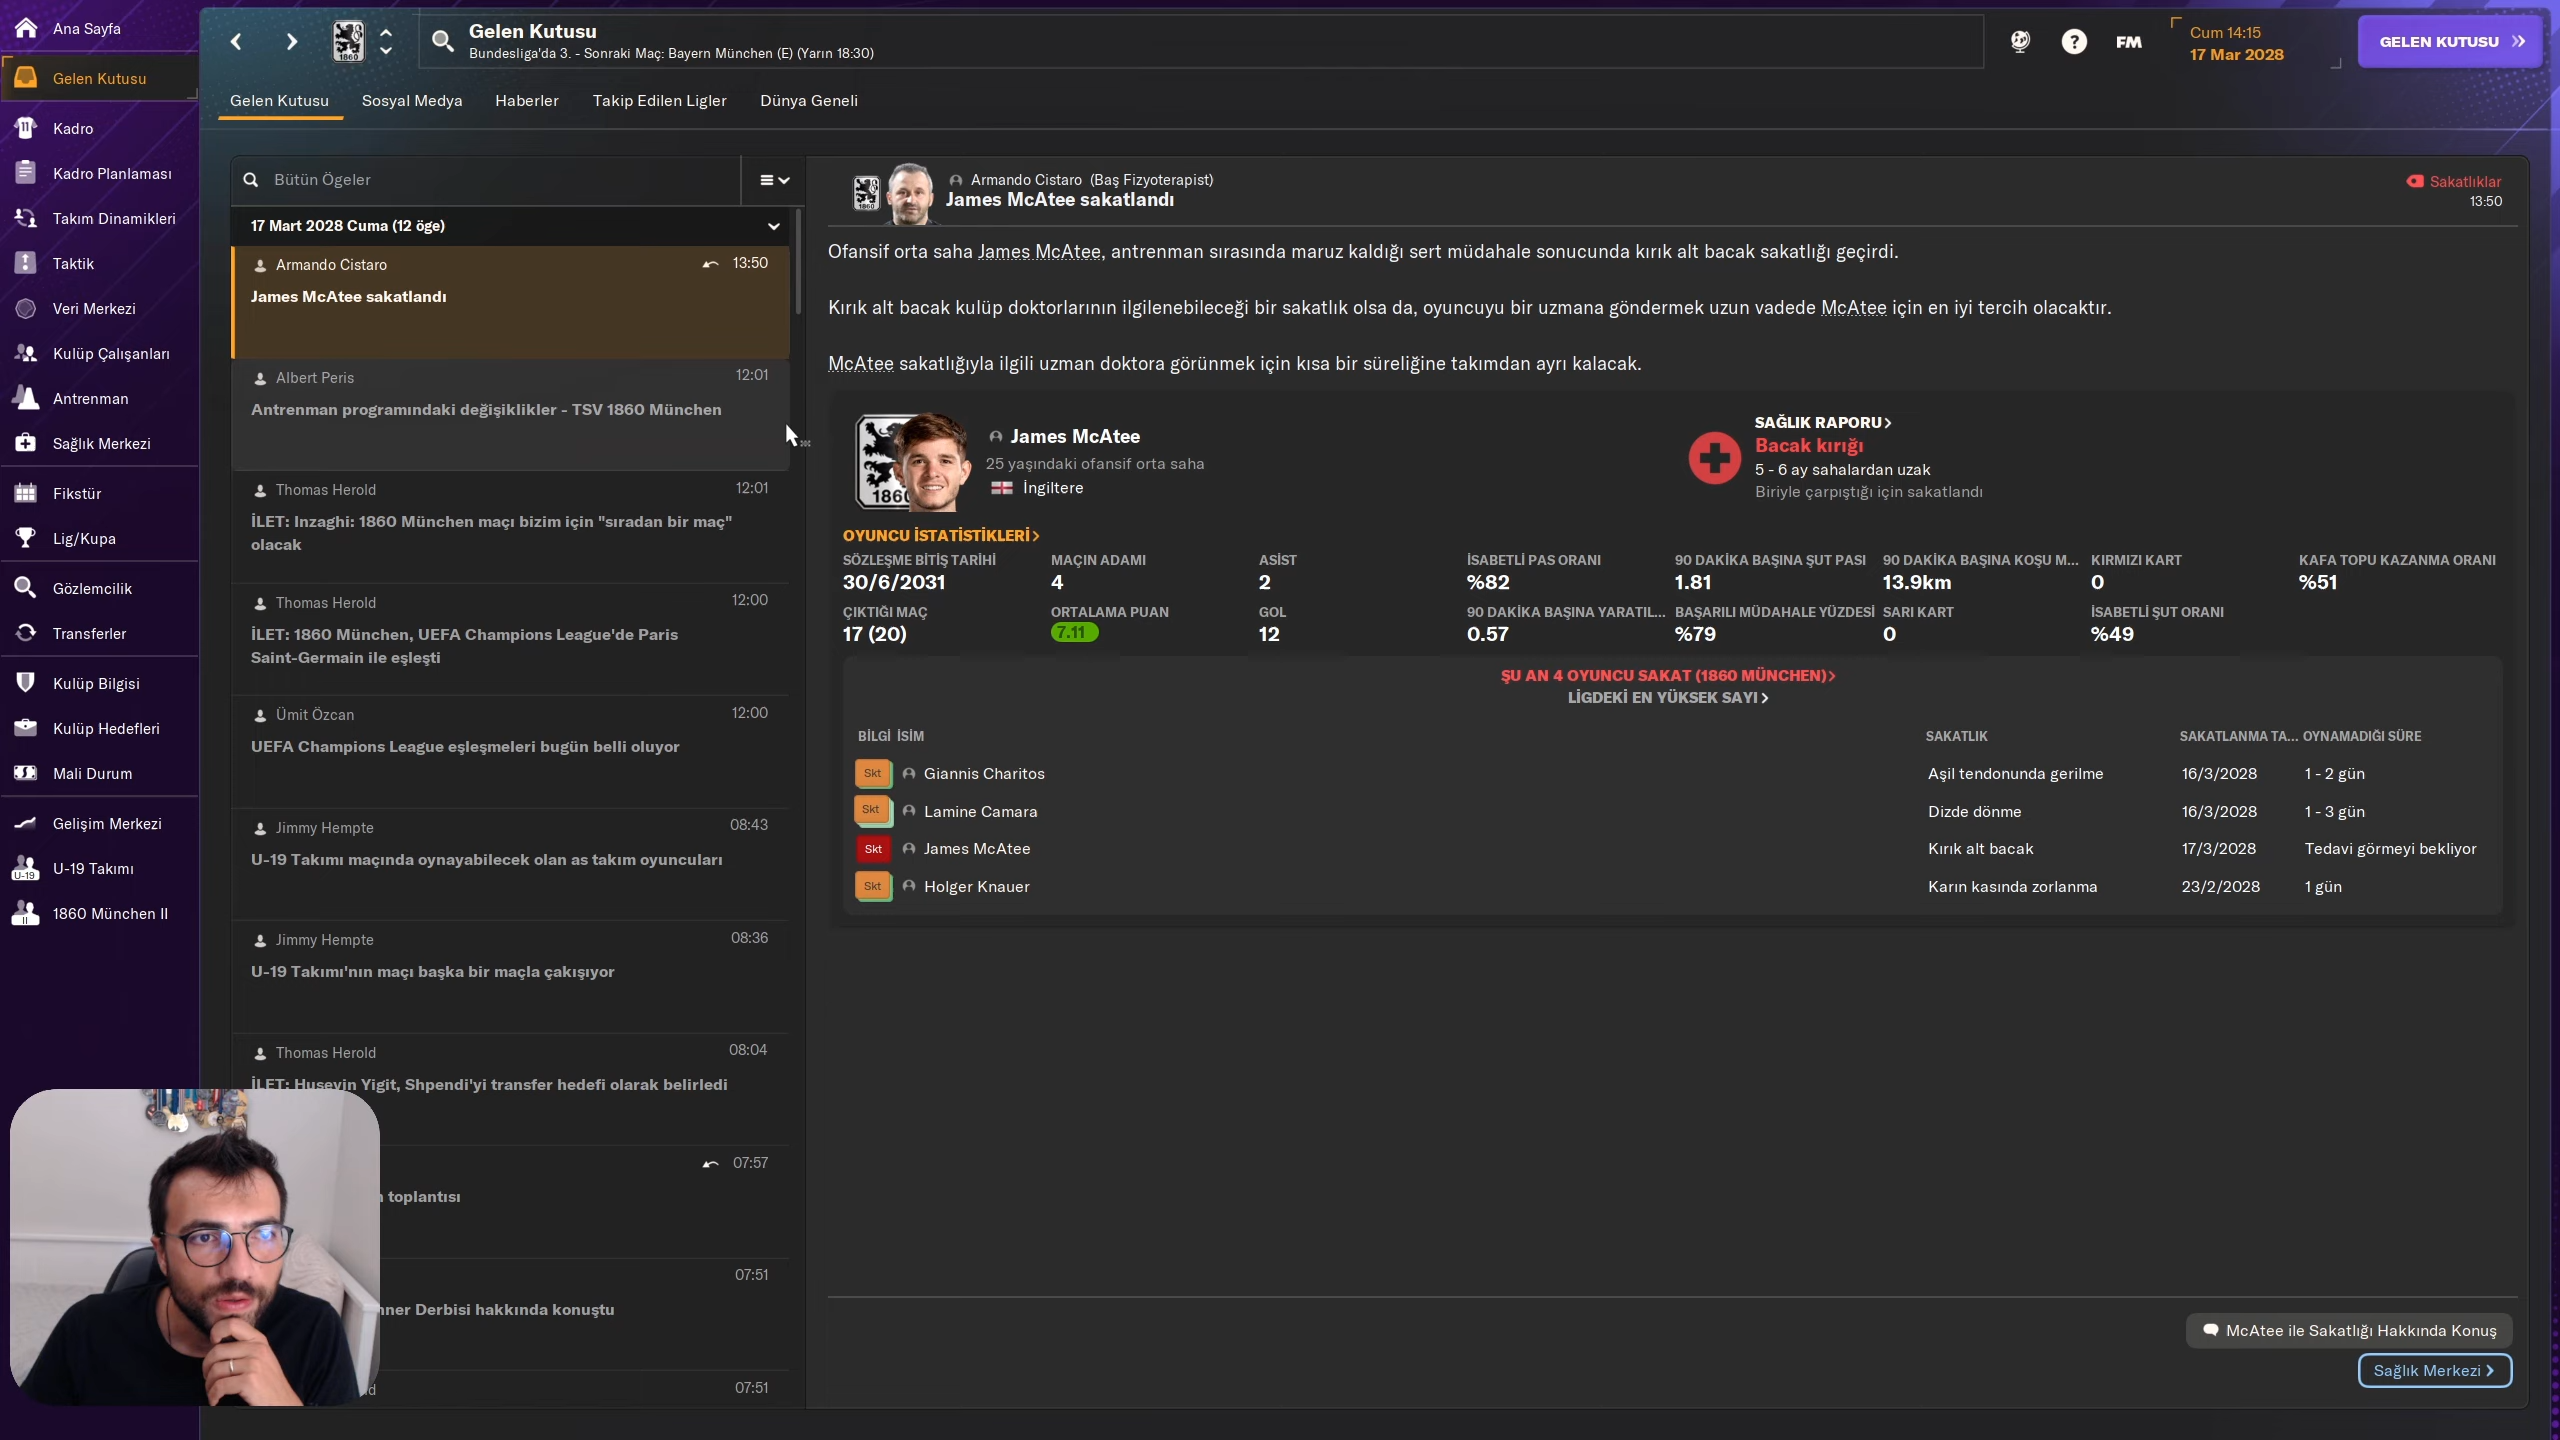 Ana Sayfa
Gelen Kutusu
Kadro
Kadro Planlaması
Takım Dinamikleri
Taktik
Veri Merkezi
Kulüp Çalışanları
Antrenman
Sağlık Merkezi
Fikstür
Lig/Kupa
Gözlemcilik
Transferler
Kulüp Bilgisi
Kulüp Hedefleri
Mali Durum
Gelişim Merkezi
U-19 Takımı
1860 München II
Gelen Kutusu
Bundesliga'da 3. - Sonraki Maç: Bayern München (E) (Yarın 18:30)
FM
Cum 14:15
17 Mar 2028
GELEN KUTUSU
Gelen Kutusu Sosyal Medya Haberler Takip Edilen Ligler Dünya Geneli
Bütün Ögeler
17 Mart 2028 Cuma (12 öge)
Armando Cistaro 13:50
James McAtee sakatlandı
Albert Peris 12:01
Antrenman programındaki değişiklikler - TSV 1860 München
Thomas Herold 12:01
İLET: Inzaghi: 1860 München maçı bizim için "sıradan bir maç"
olacak
Thomas Herold 12:00
İLET: 1860 München, UEFA Champions League'de Paris
Saint-Germain ile eşleşti
Ümit Özcan 12:00
UEFA Champions League eşleşmeleri bugün belli oluyor
Jimmy Hempte 08:43
U-19 Takımı maçında oynayabilecek olan as takım oyuncuları
Jimmy Hempte 08:36
U-19 Takımı'nın maçı başka bir maçla çakışıyor
Thomas Herold 08:04
İLET: Huseyin Yigit, Shpendi'yi transfer hedefi olarak belirledi
07:57
toplantısı
07:51
Derbisi hakkında konuştu
07:51
Armando Cistaro (Baş Fizyoterapist)
James McAtee sakatlandı
Sakatlıklar
13:50
Ofansif orta saha James McAtee, antrenman sırasında maruz kaldığı sert müdahale sonucunda kırık alt bacak sakatlığı geçirdi.
Kırık alt bacak kulüp doktorlarının ilgilenebileceği bir sakatlık olsa da, oyuncuyu bir uzmana göndermek uzun vadede McAtee için en iyi tercih olacaktır.
McAtee sakatlığıyla ilgili uzman doktora görünmek için kısa bir süreliğine takımdan ayrı kalacak.
James McAtee
25 yaşındaki ofansif orta saha
İngiltere
SAĞLIK RAPORU
Bacak kırığı
5 - 6 ay sahalardan uzak
Biriyle çarpıştığı için sakatlandı
OYUNCU İSTATİSTİKLERİ
SÖZLEŞME BİTİŞ TARİHİ MAÇIN ADAMI ASİST İSABETLİ PAS ORANI 90 DAKİKA BAŞINA ŞUT PASI 90 DAKİKA BAŞINA KOŞU M... KIRMIZI KART KAFA TOPU KAZANMA ORANI
30/6/2031 4 2 %82 1.81 13.9km 0 %51
ÇIKTIĞI MAÇ ORTALAMA PUAN GOL 90 DAKİKA BAŞINA YARATIL... BAŞARILI MÜDAHALE YÜZDESİ SARI KART İSABETLİ ŞUT ORANI
17 (20) 7.11 12 0.57 %79 0 %49
ŞU AN 4 OYUNCU SAKAT (1860 MÜNCHEN)
LİGDEKİ EN YÜKSEK SAYI
BİLGİ İSİM SAKATLIK SAKATLANMA TA... OYNAMADIĞI SÜRE
Skt Giannis Charitos Aşil tendonunda gerilme 16/3/2028 1 - 2 gün
Skt Lamine Camara Dizde dönme 16/3/2028 1 - 3 gün
Skt James McAtee Kırık alt bacak 17/3/2028 Tedavi görmeyi bekliyor
Skt Holger Knauer Karın kasında zorlanma 23/2/2028 1 gün
McAtee ile Sakatlığı Hakkında Konuş
Sağlık Merkezi